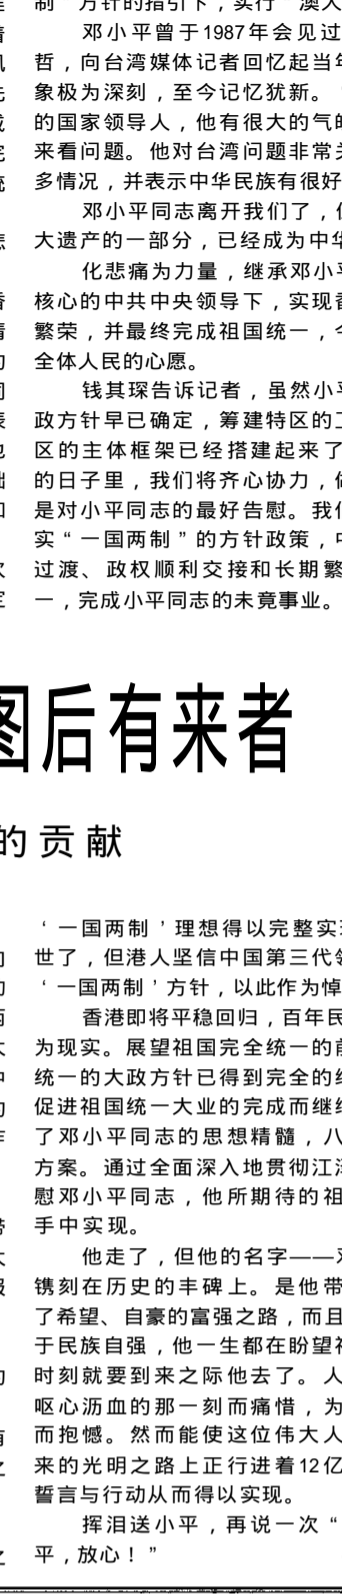 制”方针的指引下，实行“澳人
邓小平曾于1987年会见过
哲，向台湾媒体记者回忆起当年
象极为深刻，至今记忆犹新。
的国家领导人，他有很大的气
来看问题。他对台湾问题非常关
多情况，并表示中华民族有很好
邓小平同志离开我们了，
大遗产的一部分，已经成为中华
化悲痛为力量，继承邓小平
核心的中共中央领导下，实现香
繁荣，并最终完成祖国统一，
全体人民的心愿。
钱其琛告诉记者，虽然小平
政方针早已确定，筹建特区的工
区的主体框架已经搭建起来了
的日子里，我们将齐心协力，
是对小平同志的最好告慰。我们
实“一国两制”的方针政策，
过渡、政权顺利交接和长期繁
一，完成小平同志的未竟事业。
图后有来者
的贡献
‘一国两制’理想得以完整实现
世了，但港人坚信中国第三代领
‘一国两制’方针，以此作为悼
香港即将平稳回归，百年民
为现实。展望祖国完全统一的前
统一的大政方针已得到完全的继
促进祖国统一大业的完成而继续
了邓小平同志的思想精髓，八
方案。通过全面深入地贯彻江泽
慰邓小平同志，他所期待的祖
手中实现。
他走了，但他的名字——邓
镌刻在历史的丰碑上。是他带
了希望、自豪的富强之路，而且
于民族自强，他一生都在盼望祖
时刻就要到来之际他去了。人
呕心沥血的那一刻而痛惜，为
而抱憾。然而能使这位伟大人
来的光明之路上正行进着12亿
誓言与行动从而得以实现。
挥泪送小平，再说一次“
平，放心！”